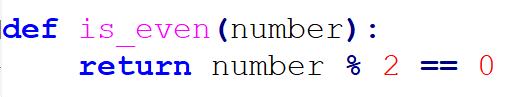 def is_even(number):
    return number % 2 == 0